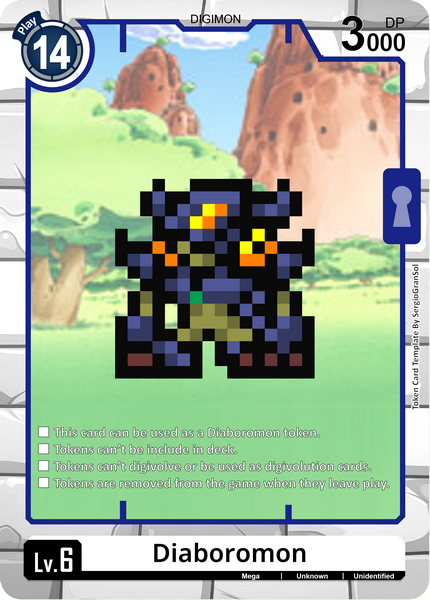 DIGIMON
Play
14
DP
3000
Token Card Template By SergioGranSol
This card can be used as a Diaboromon token.
Tokens can't be include in deck.
Tokens can't digivolve or be used as digivolution cards.
Tokens are removed from the game when they leave play.
Lv.6
Diaboromon
Mega | Unknown | Unidentified